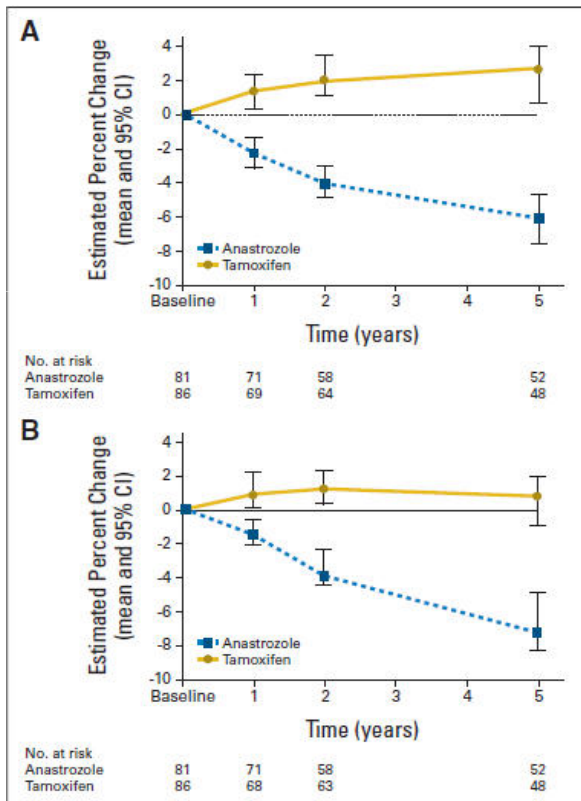 A
Estimated Percent Change
(mean and 95% CI)
4
2
0
-2
-4
-6
-8
-10
Anastrozole
Tamoxifen
Baseline 1 2 3 4 5
Time (years)
No. at risk
Anastrozole 81 71 58 52
Tamoxifen 86 69 64 48
B
Estimated Percent Change
(mean and 95% CI)
4
2
0
-2
-4
-6
-8
-10
Anastrozole
Tamoxifen
Baseline 1 2 3 4 5
Time (years)
No. at risk
Anastrozole 81 71 58 52
Tamoxifen 86 68 63 48